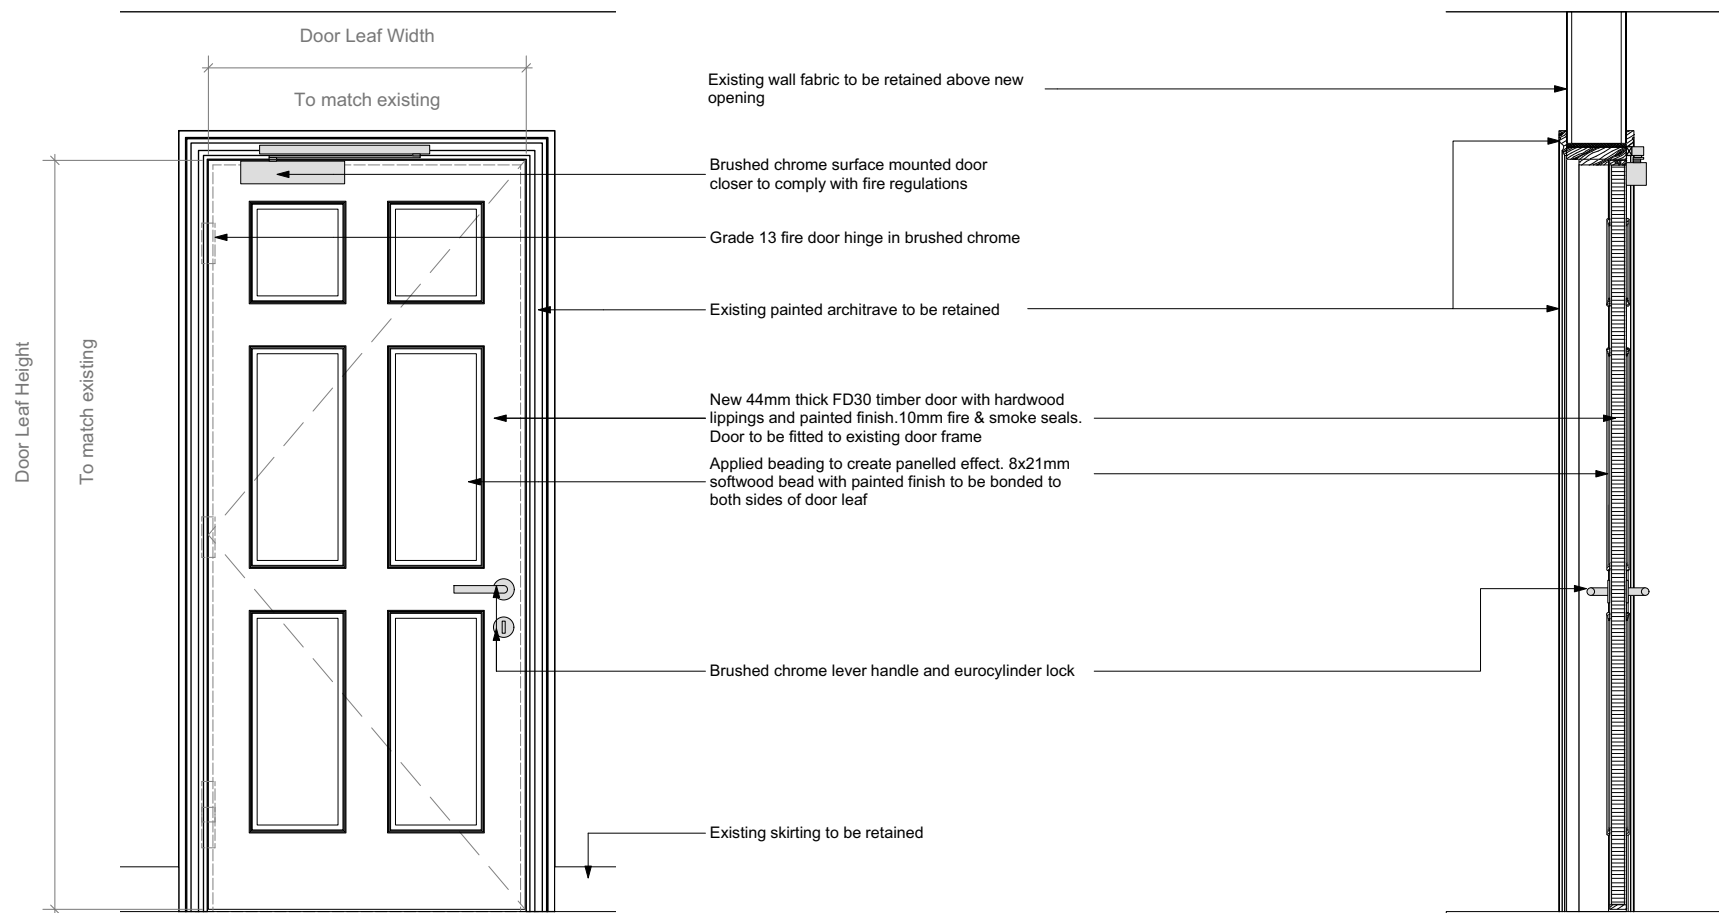 Door Leaf Width
To match existing
Door Leaf Height
To match existing
Existing wall fabric to be retained above new
opening
Brushed chrome surface mounted door
closer to comply with fire regulations
Grade 13 fire door hinge in brushed chrome
Existing painted architrave to be retained
New 44mm thick FD30 timber door with hardwood
lippings and painted finish.10mm fire & smoke seals.
Door to be fitted to existing door frame
Applied beading to create panelled effect. 8x21mm
softwood bead with painted finish to be bonded to
both sides of door leaf
Brushed chrome lever handle and eurocylinder lock
Existing skirting to be retained